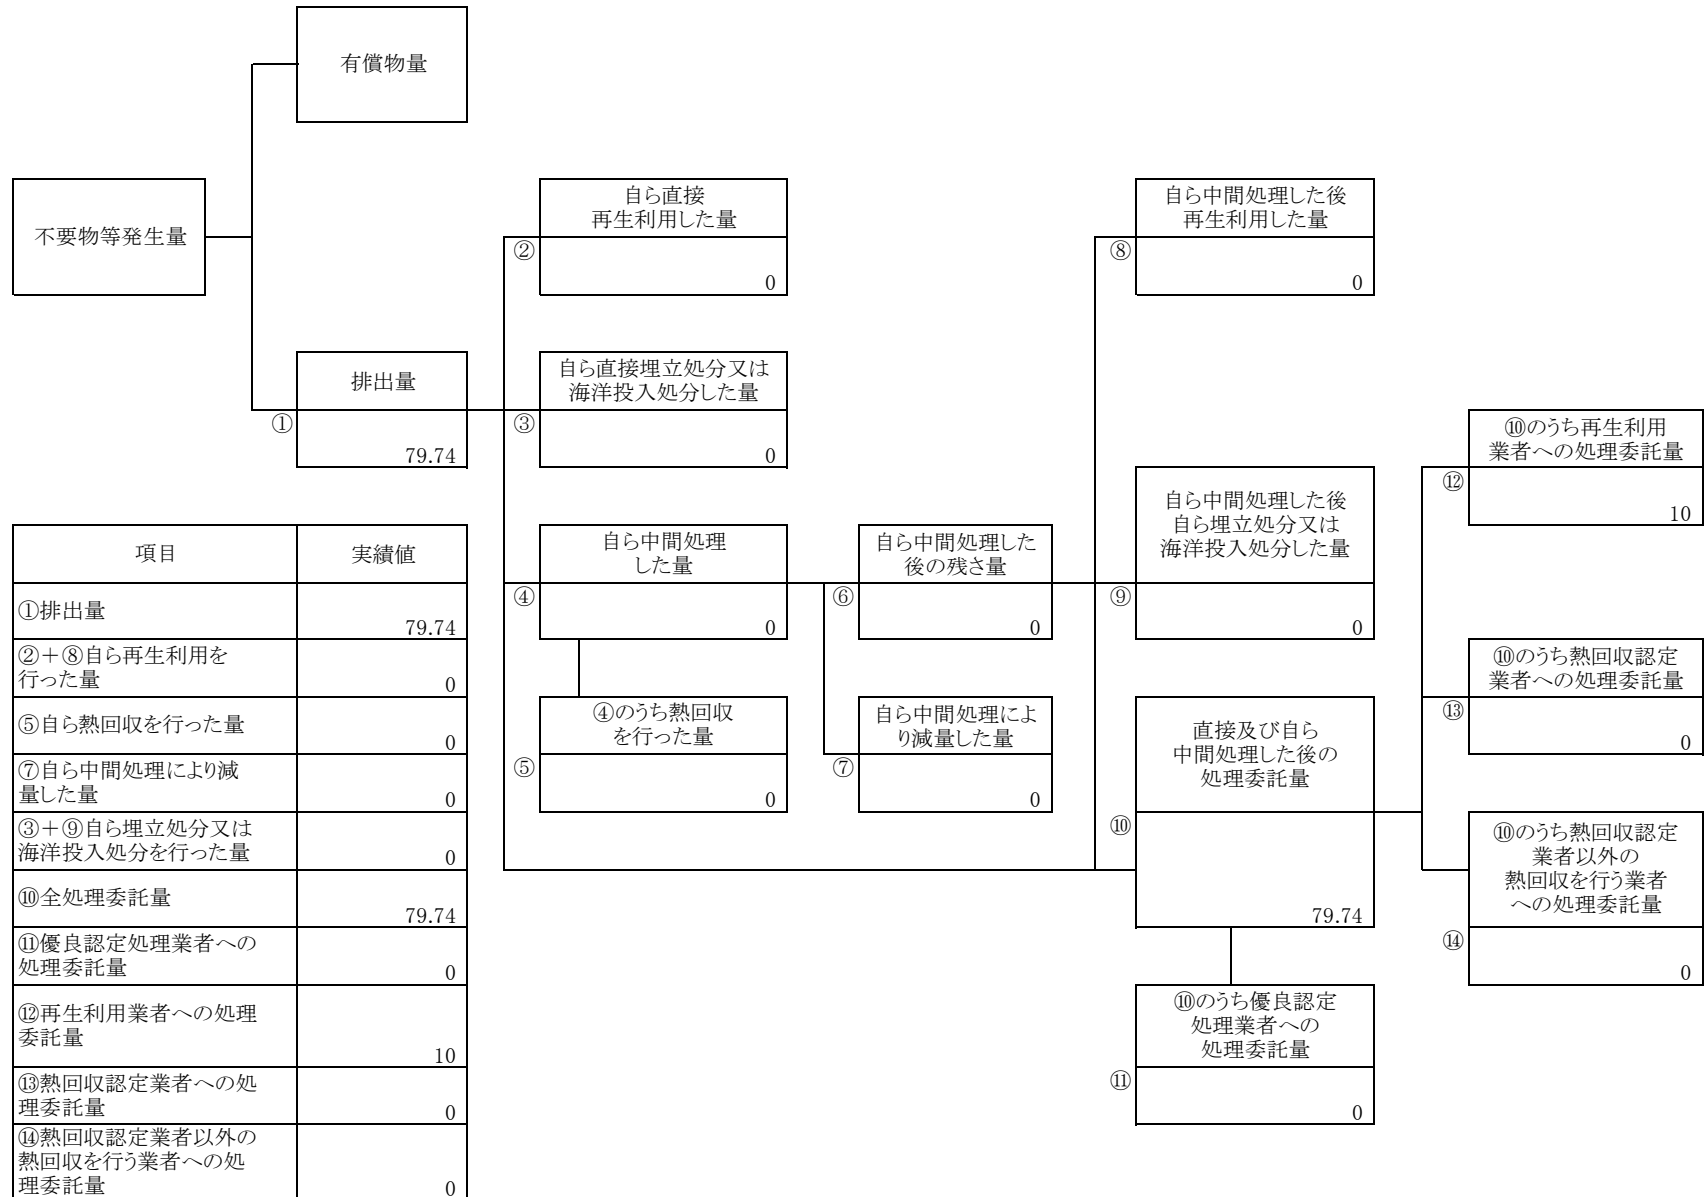 有償物量
不要物等発生量
自ら直接
再生利用した量
②
0
自ら中間処理した後
再生利用した量
⑧
0
排出量
①
79.74
自ら直接埋立処分又は
海洋投入処分した量
③
0
⑩のうち再生利用
業者への処理委託量
⑫
10
自ら中間処理
した量
④
0
自ら中間処理した
後の残さ量
⑥
0
自ら中間処理した後
自ら埋立処分又は
海洋投入処分した量
⑨
0
⑩のうち熱回収認定
業者への処理委託量
⑬
0
④のうち熱回収
を行った量
⑤
0
自ら中間処理によ
り減量した量
⑦
0
直接及び自ら
中間処理した後の
処理委託量
⑩
79.74
⑩のうち熱回収認定
業者以外の
熱回収を行う業者
への処理委託量
⑭
0
⑩のうち優良認定
処理業者への
処理委託量
⑪
0
項目 実績値
①排出量
79.74
②+⑧自ら再生利用を
行った量
0
⑤自ら熱回収を行った量
0
⑦自ら中間処理により減
量した量
0
③+⑨自ら埋立処分又は
海洋投入処分を行った量
0
⑩全処理委託量
79.74
⑪優良認定処理業者への
処理委託量
0
⑫再生利用業者への処理
委託量
10
⑬熱回収認定業者への処
理委託量
0
⑭熱回収認定業者以外の
熱回収を行う業者への処
理委託量
0